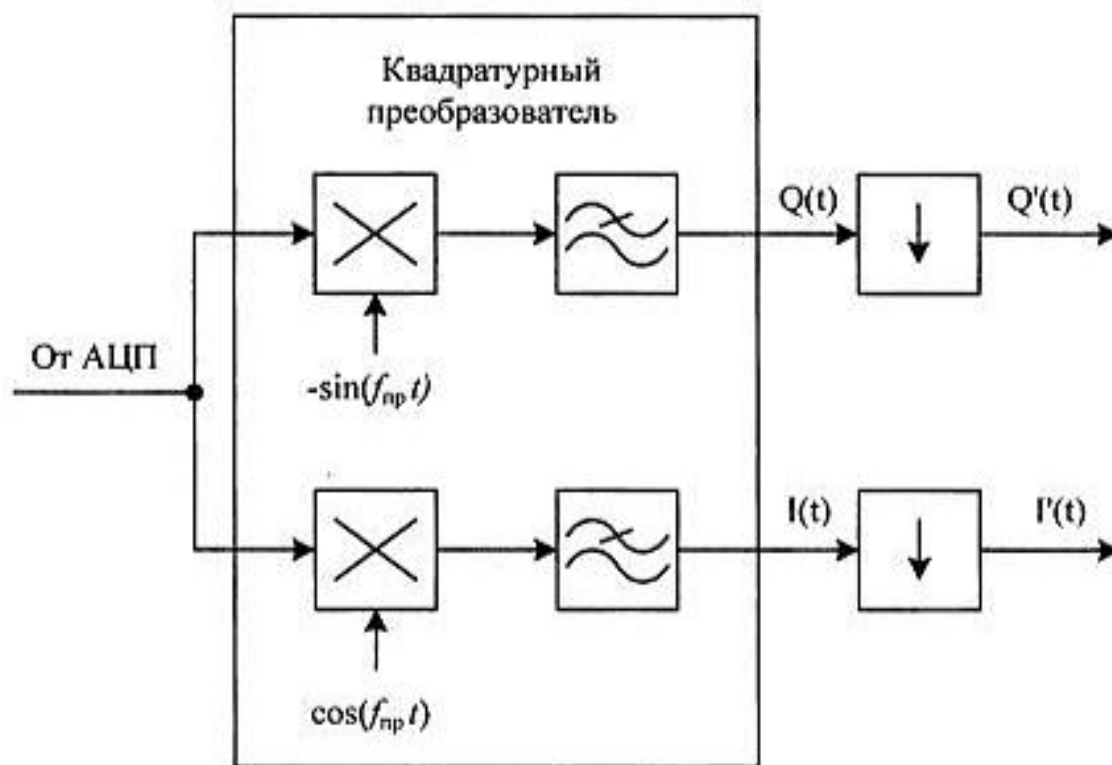 Квадратурный
преобразователь
Q(t)
Q'(t)
От АЦП
-sin(fпр t)
I(t)
I'(t)
cos(fпр t)